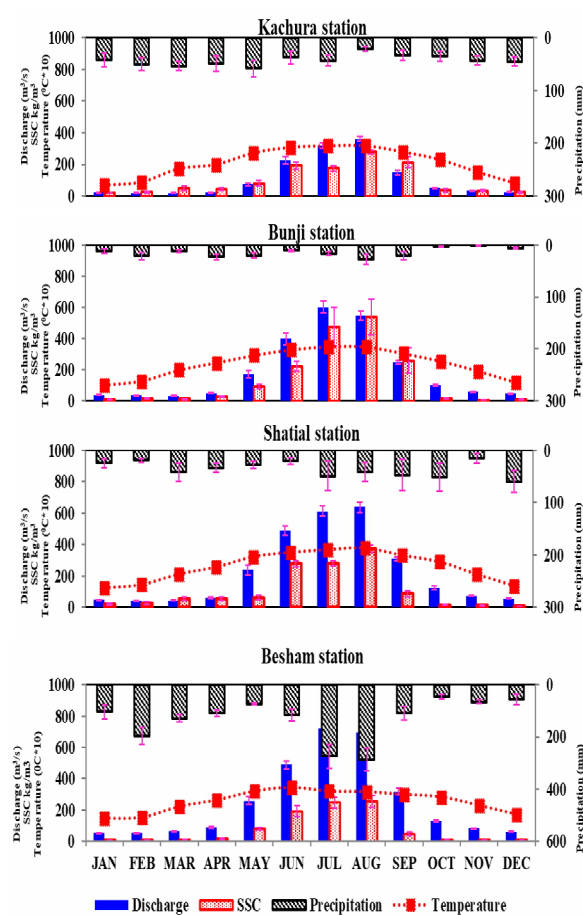 Kachura station
Discharge (m³/s)
SSC kg/m³
Temperature (⁰C*10)
1000
800
600
400
200
0
0
100
200
300
Precipitation (mm)
Bunji station
Discharge (m³/s)
SSC kg/m³
Temperature (⁰C*10)
1000
800
600
400
200
0
0
100
200
300
Precipitation (mm)
Shatial station
Discharge (m³/s)
SSC kg/m³
Temperature (⁰C*10)
1000
800
600
400
200
0
0
100
200
300
Precipitation (mm)
Besham station
Discharge (m³/s)
SSC kg/m3
Temperature (0C*10)
1000
800
600
400
200
0
0
200
400
600
Precipitation (mm)
JAN FEB MAR APR MAY JUN JUL AUG SEP OCT NOV DEC
Discharge SSC Precipitation Temperature